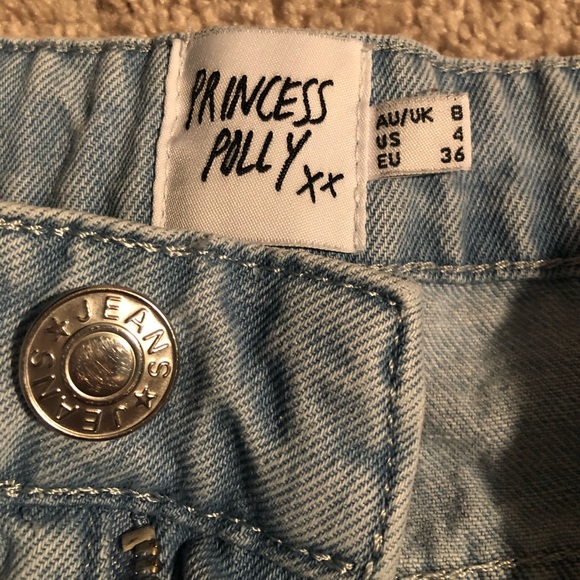 PRINCESS
POLLY
xx
AU/UK 8
US 4
EU 36
★JEANS★JEANS